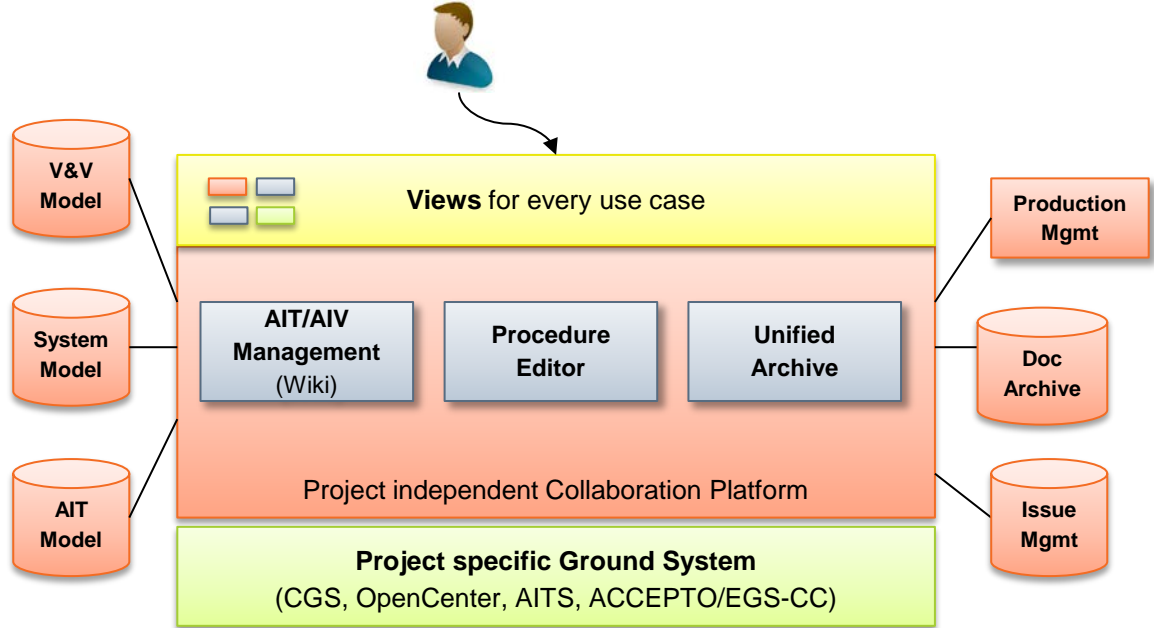 V&V
Model
System
Model
AIT
Model
Views for every use case
AIT/AIV
Management
(Wiki)
Procedure
Editor
Unified
Archive
Project independent Collaboration Platform
Project specific Ground System
(CGS, OpenCenter, AITS, ACCEPTO/EGS-CC)
Production
Mgmt
Doc
Archive
Issue
Mgmt